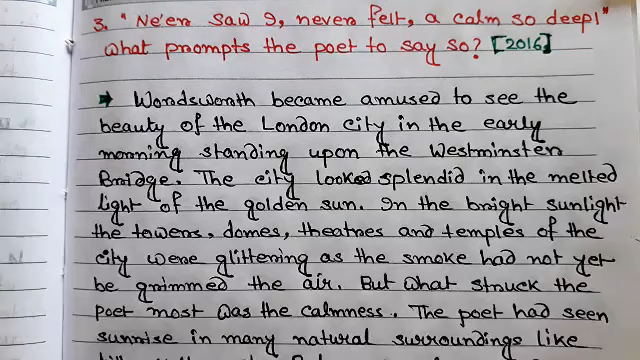 3. "Ne'er saw I, never felt, a calm so deep!"
What prompts the poet to say so? [2016]
→ Wordsworth became amused to see the
beauty of the London city in the early
morning standing upon the Westminster
Bridge. The city looked splendid in the melted
light of the golden sun. In the bright sunlight
the towers, domes, theatres and temples of the
city were glittering as the smoke had not yet
be grimmed the air. But what struck the
poet most was the calmness. The poet had seen
sunrise in many natural surroundings like